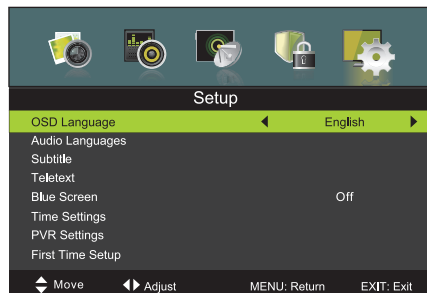 Setup
OSD Language English
Audio Languages
Subtitle
Teletext
Blue Screen Off
Time Settings
PVR Settings
First Time Setup
Move Adjust MENU: Return EXIT: Exit